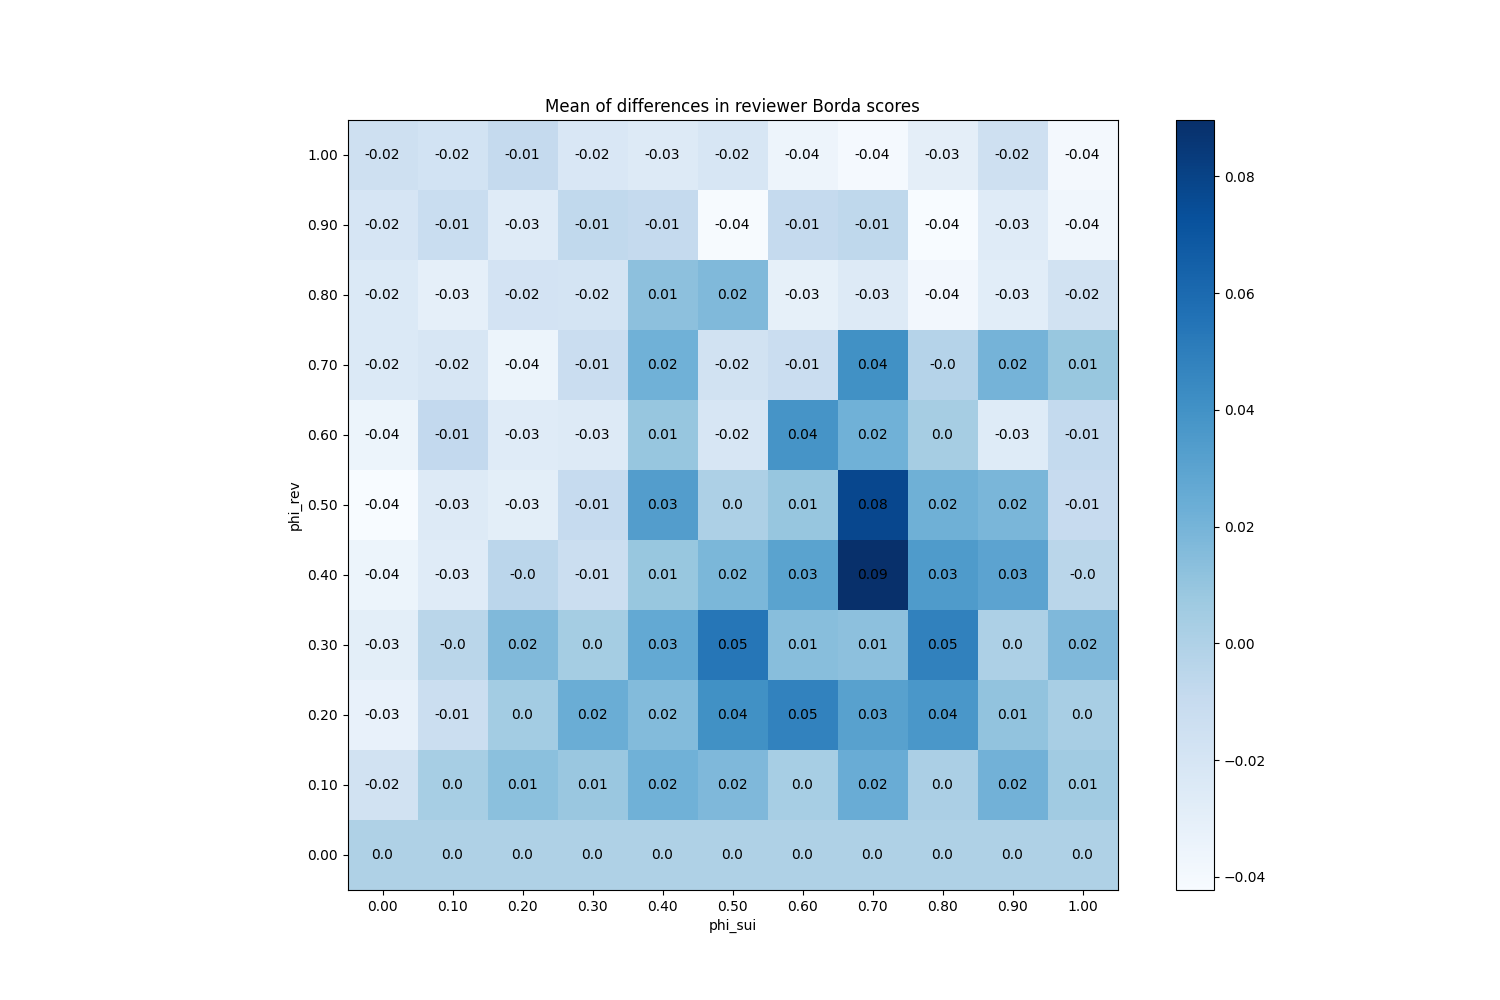 Mean of differences in reviewer Borda scores
1.00 -0.02 -0.02 -0.01 -0.02 -0.03 -0.02 -0.04 -0.04 -0.03 -0.02 -0.04
0.90 -0.02 -0.01 -0.03 -0.01 -0.01 -0.04 -0.01 -0.01 -0.04 -0.03 -0.04
0.80 -0.02 -0.03 -0.02 -0.02 0.01 0.02 -0.03 -0.03 -0.04 -0.03 -0.02
0.70 -0.02 -0.02 -0.04 -0.01 0.02 -0.02 -0.01 0.04 -0.0 0.02 0.01
0.60 -0.04 -0.01 -0.03 -0.03 0.01 -0.02 0.04 0.02 0.0 -0.03 -0.01
0.50 -0.04 -0.03 -0.03 -0.01 0.03 0.0 0.01 0.08 0.02 0.02 -0.01
0.40 -0.04 -0.03 -0.0 -0.01 0.01 0.02 0.03 0.09 0.03 0.03 -0.0
0.30 -0.03 -0.0 0.02 0.0 0.03 0.05 0.01 0.01 0.05 0.0 0.02
0.20 -0.03 -0.01 0.0 0.02 0.02 0.04 0.05 0.03 0.04 0.01 0.0
0.10 -0.02 0.0 0.01 0.01 0.02 0.02 0.0 0.02 0.0 0.02 0.01
0.00 0.0 0.0 0.0 0.0 0.0 0.0 0.0 0.0 0.0 0.0 0.0
0.00 0.10 0.20 0.30 0.40 0.50 0.60 0.70 0.80 0.90 1.00
phi_sui
phi_rev
0.08
0.06
0.04
0.02
0.00
−0.02
−0.04